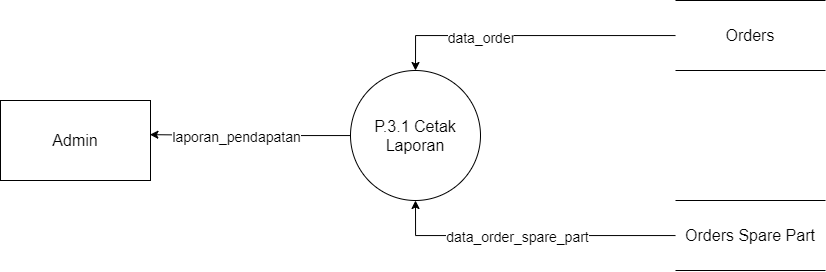 data_order
Orders
Admin
laporan_pendapatan
P.3.1 Cetak
Laporan
data_order_spare_part
Orders Spare Part